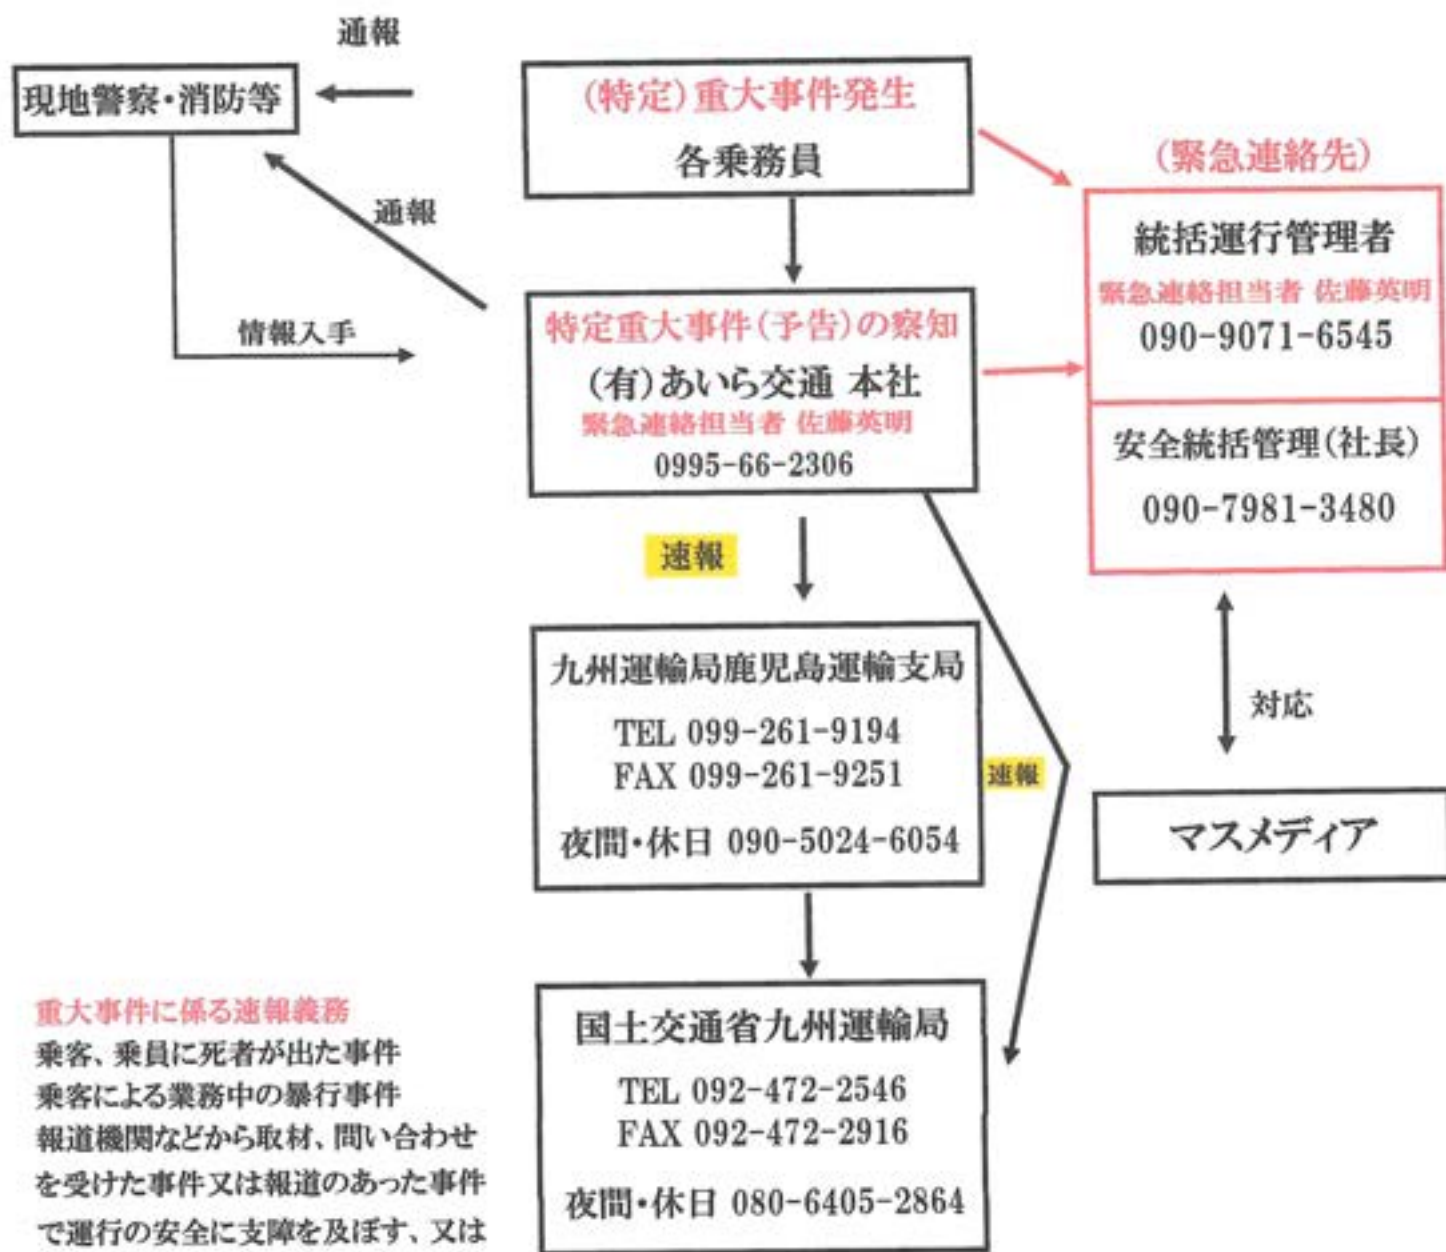 通報
現地警察・消防等
(特定)重大事件発生
各乗務員
(緊急連絡先)
通報
統括運行管理者
緊急連絡担当者 佐藤英明
090-9071-6545
情報入手
特定重大事件(予告)の察知
(有)あいら交通 本社
緊急連絡担当者 佐藤英明
0995-66-2306
安全統括管理(社長)
090-7981-3480
速報
九州運輸局鹿児島運輸支局
TEL 099-261-9194
FAX 099-261-9251
夜間・休日 090-5024-6054
速報
対応
マスメディア
国土交通省九州運輸局
TEL 092-472-2546
FAX 092-472-2916
夜間・休日 080-6405-2864
重大事件に係る速報義務
乗客、乗員に死者が出た事件
乗客による業務中の暴行事件
報道機関などから取材、問い合わせ
を受けた事件又は報道のあった事件
で運行の安全に支障を及ぼす、又は